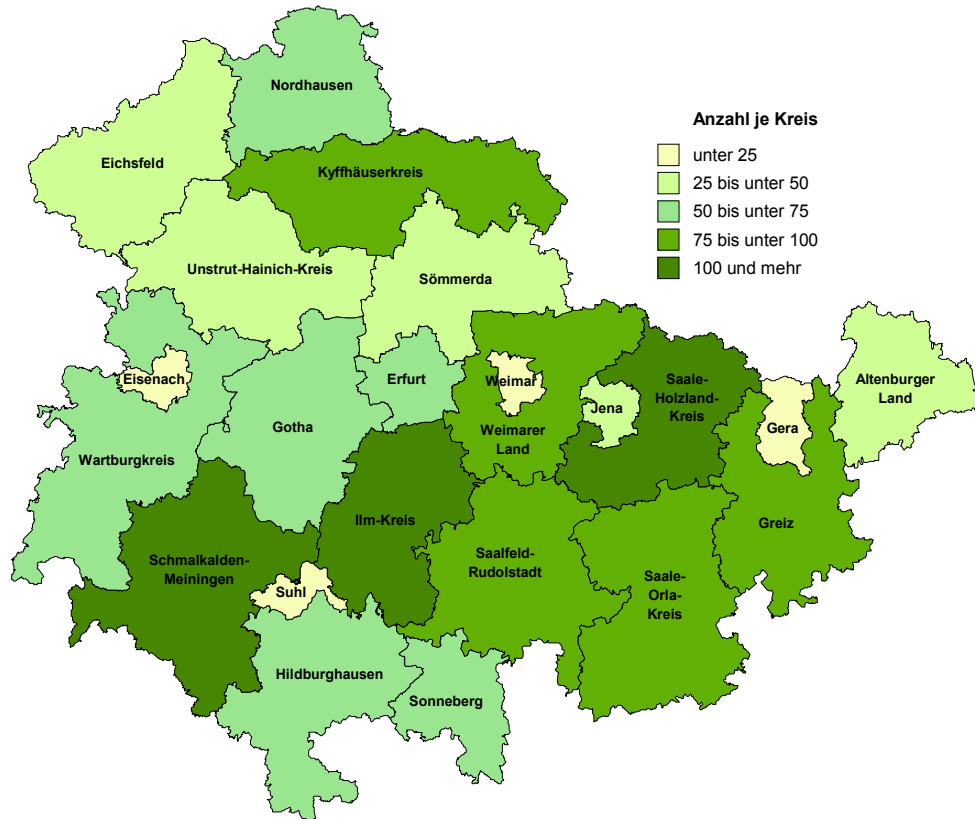 Nordhausen
Anzahl je Kreis
unter 25
25 bis unter 50
50 bis unter 75
75 bis unter 100
100 und mehr
Eichsfeld
Kyffhäuserkreis
Unstrut-Hainich-Kreis
Sömmerda
Eisenach
Erfurt
Weimar
Jena
Saale-
Holzland-
Kreis
Altenburger
Land
Gera
Gotha
Weimarer
Land
Wartburgkreis
Ilm-Kreis
Greiz
Schmalkalden-
Meiningen
Saalfeld-
Rudolstadt
Saale-
Orla-
Kreis
Suhl
Hildburghausen
Sonneberg